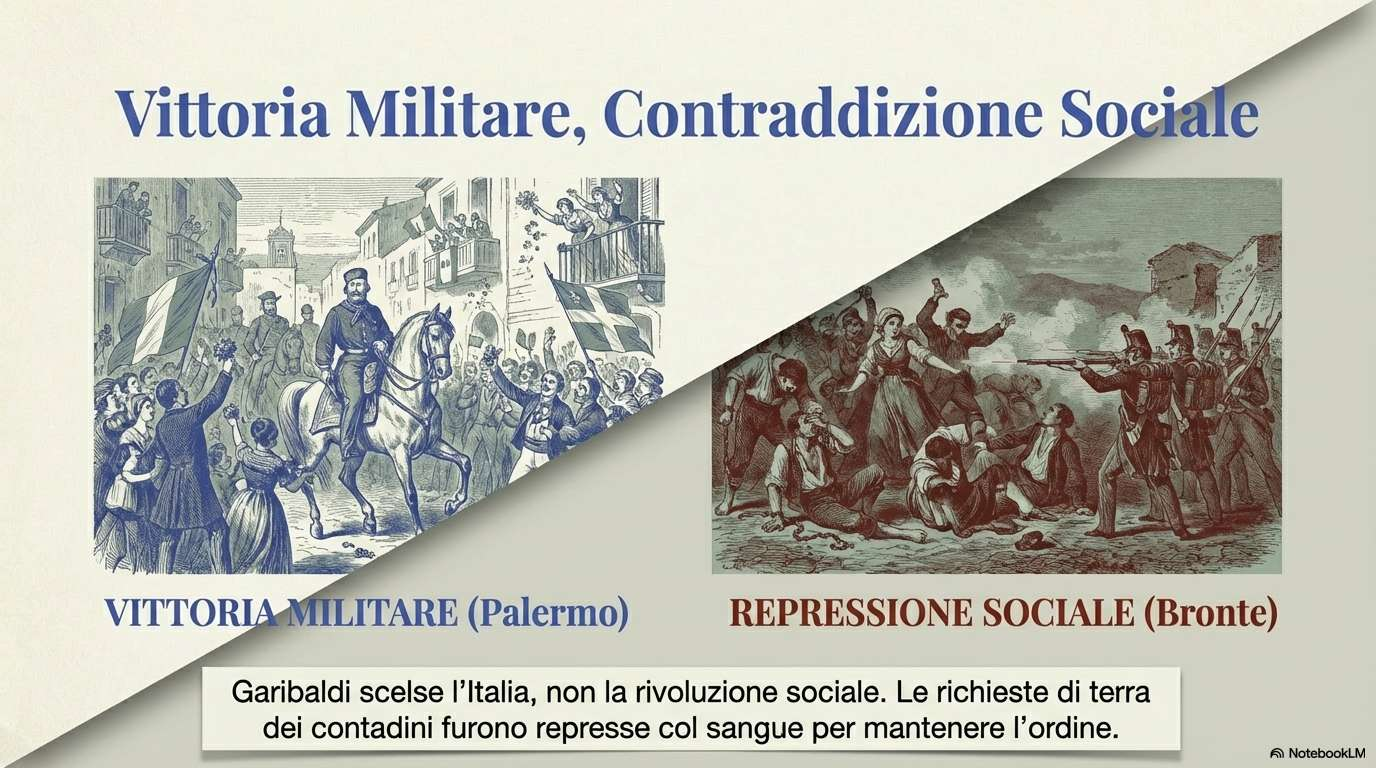 Vittoria Militare, Contraddizione Sociale
VITTORIA MILITARE (Palermo)
REPRESSIONE SOCIALE (Bronte)
Garibaldi scelse l’Italia, non la rivoluzione sociale. Le richieste di terra
dei contadini furono represse col sangue per mantenere l’ordine.
NotebookLM